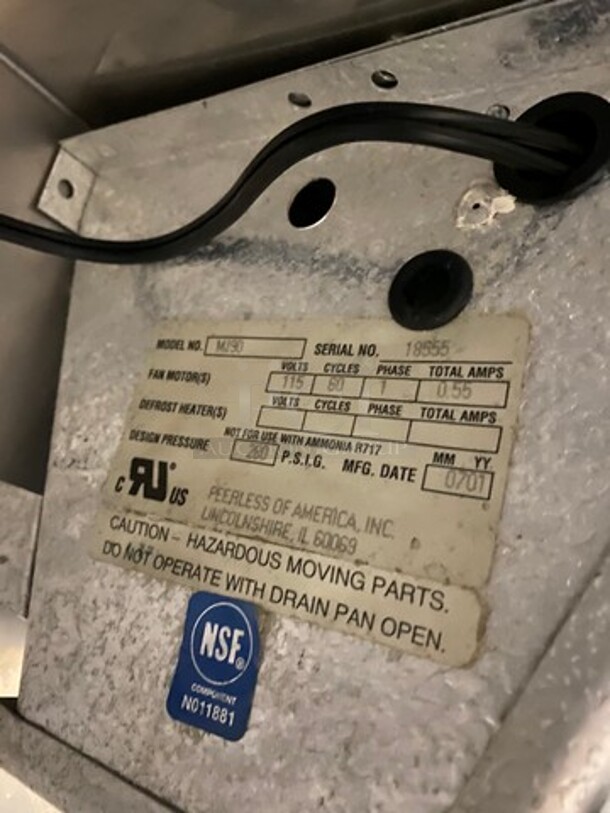 MODEL NO. MJ90 SERIAL NO. 18555
VOLTS CYCLES PHASE TOTAL AMPS
FAN MOTOR(S) 115 60 1 0.55
VOLTS CYCLES PHASE TOTAL AMPS
DEFROST HEATER(S)
NOT FOR USE WITH AMMONIA R717
DESIGN PRESSURE 260 P.S.I.G. MFG. DATE 0701
MM YY
C RU ® US
PEERLESS OF AMERICA, INC.
LINCOLNSHIRE, IL 60069
CAUTION - HAZARDOUS MOVING PARTS.
DO NOT OPERATE WITH DRAIN PAN OPEN.
NSF®
COMPONENT
N011881